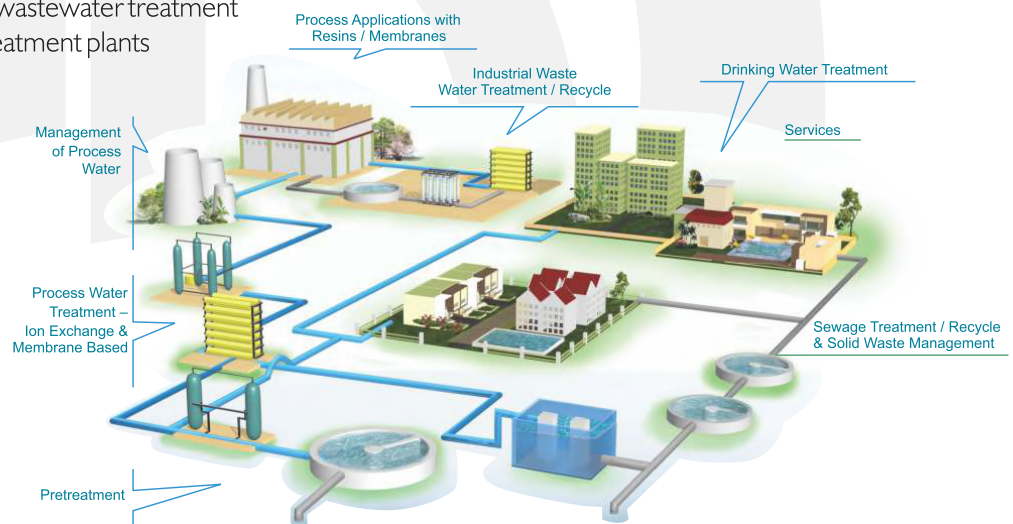 wastewater treatment
eatment plants
Process Applications with
Resins / Membranes
Industrial Waste
Water Treatment / Recycle
Drinking Water Treatment
Services
Management
of Process
Water
Process Water
Treatment –
Ion Exchange &
Membrane Based
Sewage Treatment / Recycle
& Solid Waste Management
Pretreatment